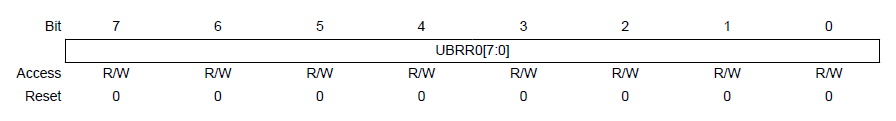 Bit 7 6 5 4 3 2 1 0
UBRR0[7:0]
Access R/W R/W R/W R/W R/W R/W R/W R/W
Reset 0 0 0 0 0 0 0 0